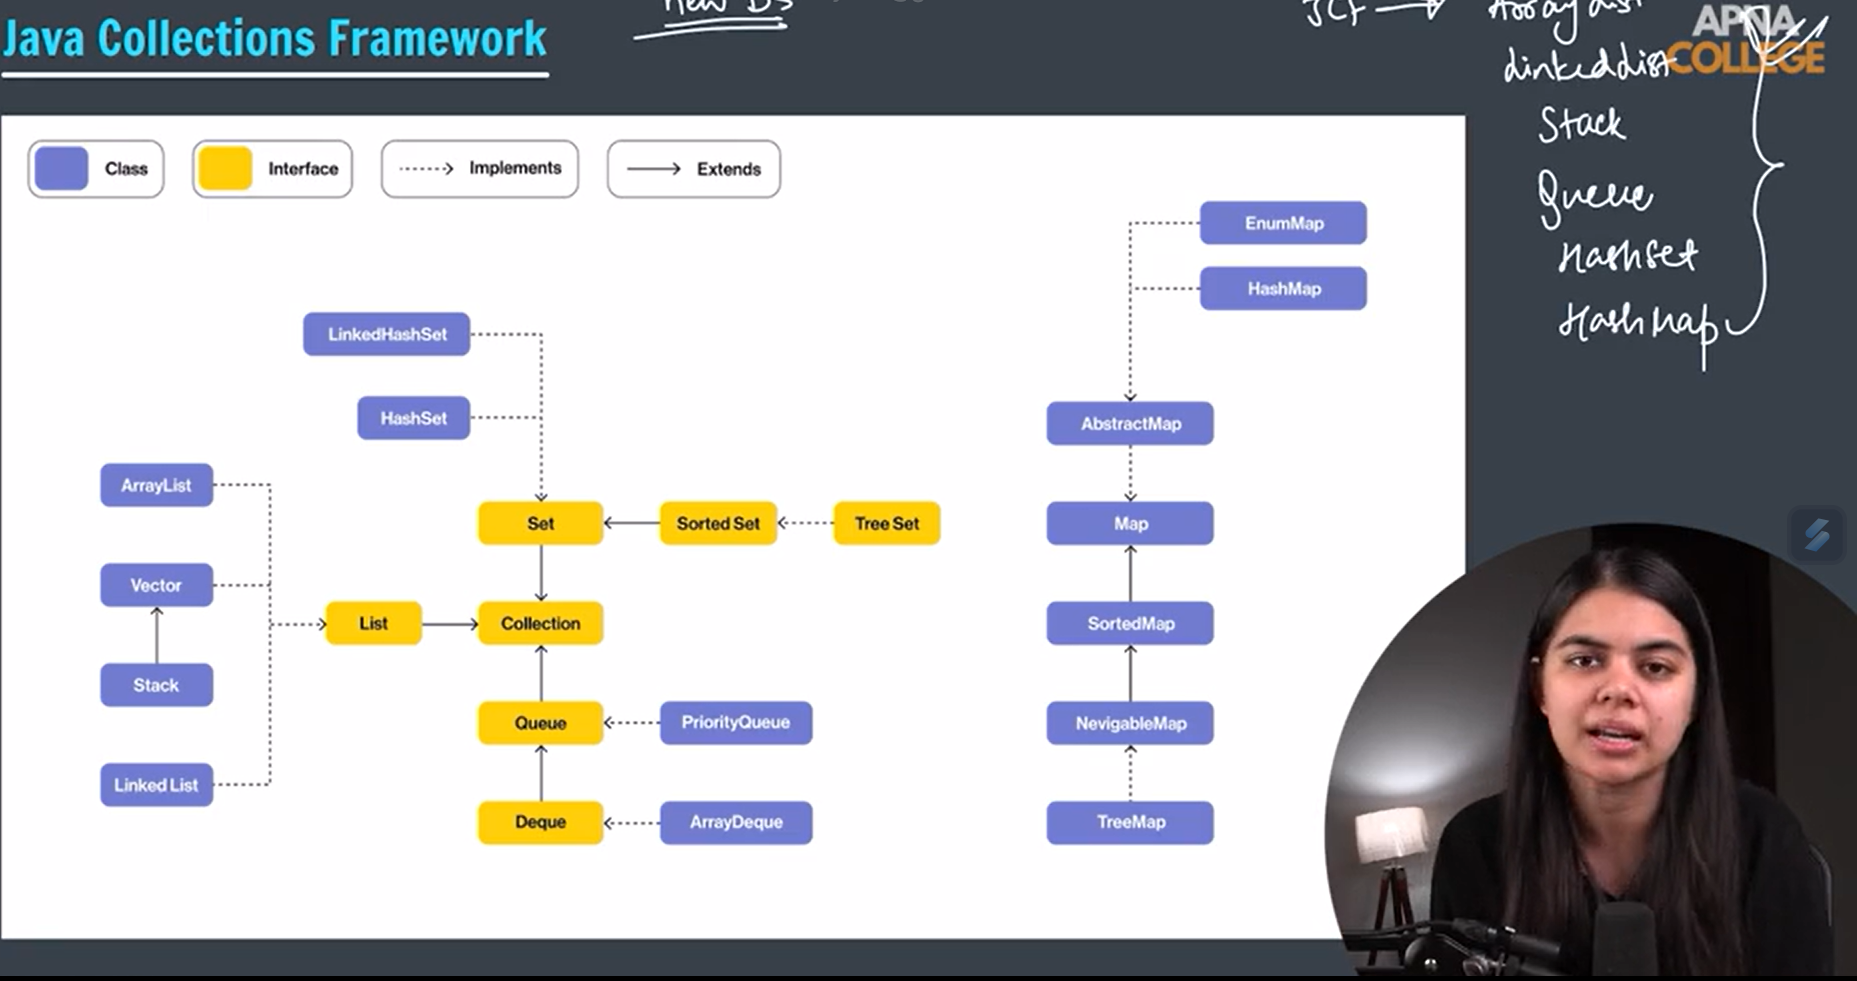 new DS
JCF → ArrayList
Java Collections Framework
APNA
COLLEGE
LinkedList
Stack
Queue
HashSet
HashMap
Class
Interface
Implements
Extends
EnumMap
HashMap
LinkedHashSet
HashSet
AbstractMap
ArrayList
Set
Sorted Set
Tree Set
Map
Vector
List
Collection
SortedMap
Stack
Queue
PriorityQueue
NevigableMap
Linked List
Deque
ArrayDeque
TreeMap